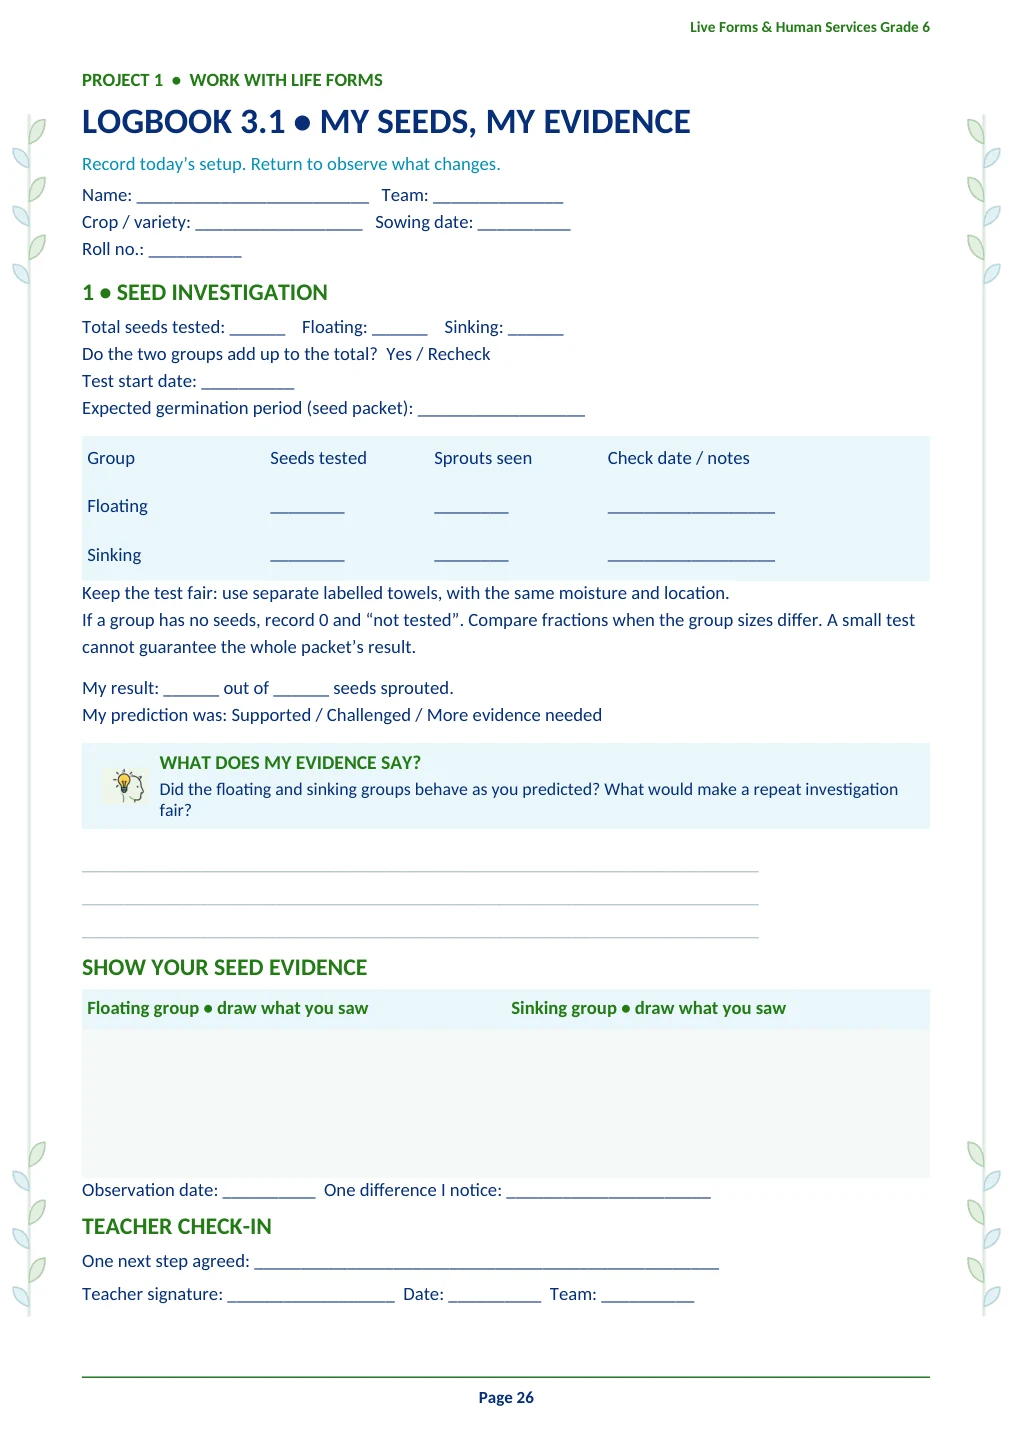 Live Forms & Human Services Grade 6
PROJECT 1 ● WORK WITH LIFE FORMS
LOGBOOK 3.1 ● MY SEEDS, MY EVIDENCE
Record today’s setup. Return to observe what changes.
Name: _________________________ Team: ______________
Crop / variety: __________________ Sowing date: __________
Roll no.: __________
1 ● SEED INVESTIGATION
Total seeds tested: ______ Floating: ______ Sinking: ______
Do the two groups add up to the total? Yes / Recheck
Test start date: __________
Expected germination period (seed packet): __________________
Group Seeds tested Sprouts seen Check date / notes
Floating ________ ________ __________________
Sinking ________ ________ __________________
Keep the test fair: use separate labelled towels, with the same moisture and location.
If a group has no seeds, record 0 and “not tested”. Compare fractions when the group sizes differ. A small test
cannot guarantee the whole packet’s result.
My result: ______ out of ______ seeds sprouted.
My prediction was: Supported / Challenged / More evidence needed
WHAT DOES MY EVIDENCE SAY?
Did the floating and sinking groups behave as you predicted? What would make a repeat investigation
fair?
SHOW YOUR SEED EVIDENCE
Floating group ● draw what you saw Sinking group ● draw what you saw
Observation date: __________ One difference I notice: ______________________
TEACHER CHECK-IN
One next step agreed: __________________________________________________
Teacher signature: __________________ Date: __________ Team: __________
Page 26